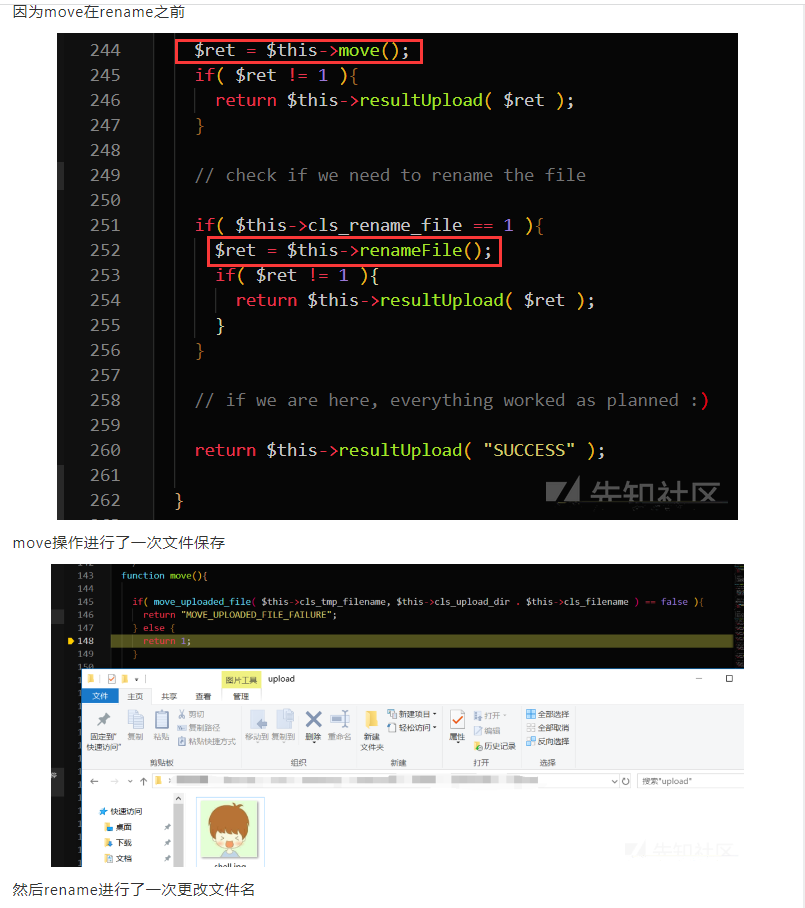 因为move在rename之前
244 $ret = $this->move();
245 if( $ret != 1 ){
246 return $this->resultUpload( $ret );
247 }
248
249 // check if we need to rename the file
250
251 if( $this->cls_rename_file == 1 ){
252 $ret = $this->renameFile();
253 if( $ret != 1 ){
254 return $this->resultUpload( $ret );
255 }
256 }
257
258 // if we are here, everything worked as planned :)
259
260 return $this->resultUpload( "SUCCESS" );
261
262 }
先知社区
move操作进行了一次文件保存
143 function move(){
144
145 if( move_uploaded_file( $this->cls_tmp_filename, $this->cls_upload_dir . $this->cls_filename ) == false ){
146 return "MOVE_UPLOADED_FILE_FAILURE";
147 } else {
148 return 1;
149 }
150
图片工具 upload
文件 主页 共享 查看 管理
固定到"快速访问" 复制 粘贴 剪切 复制路径 粘贴快捷方式 移动到 复制到 删除 重命名 新建文件夹 新建项目 轻松访问 属性 打开 编辑 历史记录 全部选择 全部取消 反向选择
剪贴板 组织 新建 打开 选择
搜索"upload"
快速访问
桌面
下载
文档
shell.jpg
先知社区
然后rename进行了一次更改文件名